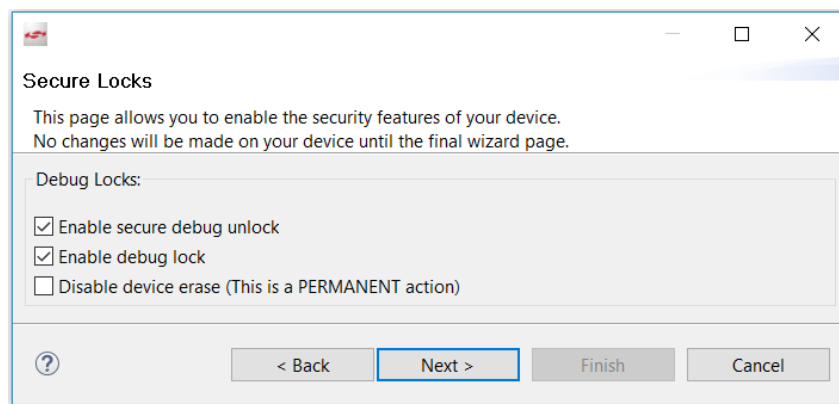 Secure Locks
This page allows you to enable the security features of your device.
No changes will be made on your device until the final wizard page.
Debug Locks:
Enable secure debug unlock
Enable debug lock
Disable device erase (This is a PERMANENT action)
?
< Back
Next >
Finish
Cancel